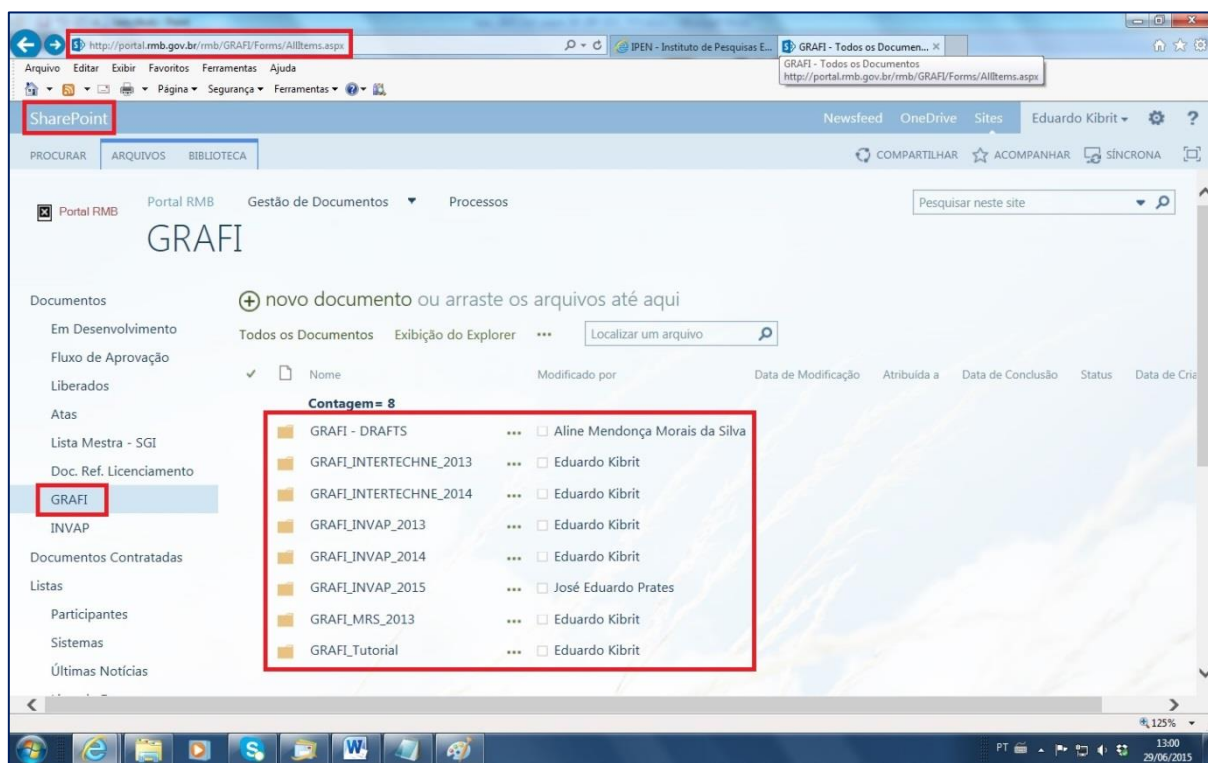 http://portal.rmb.gov.br/rmb/GRAFI/Forms/AllItems.aspx
IPEN - Instituto de Pesquisas E...
GRAFI - Todos os Documen...
Arquivo Editar Exibir Favoritos Ferramentas Ajuda
GRAFI - Todos os Documentos
http://portal.rmb.gov.br/rmb/GRAFI/Forms/AllItems.aspx
Página Segurança Ferramentas
SharePoint
Newsfeed OneDrive Sites Eduardo Kibrit ?
PROCURAR ARQUIVOS BIBLIOTECA
COMPARTILHAR ACOMPANHAR SÍNCRONA
Portal RMB
Portal RMB Gestão de Documentos Processos
Pesquisar neste site
GRAFI
Documentos
Em Desenvolvimento
Fluxo de Aprovação
Liberados
Atas
Lista Mestra - SGI
Doc. Ref. Licenciamento
GRAFI
INVAP
Documentos Contratadas
Listas
Participantes
Sistemas
Últimas Notícias
novo documento ou arraste os arquivos até aqui
Todos os Documentos Exibição do Explorer ... Localizar um arquivo
Nome Modificado por Data de Modificação Atribuída a Data de Conclusão Status Data de Cria
Contagem= 8
GRAFI - DRAFTS ... Aline Mendonça Morais da Silva
GRAFI_INTERTECHNE_2013 ... Eduardo Kibrit
GRAFI_INTERTECHNE_2014 ... Eduardo Kibrit
GRAFI_INVAP_2013 ... Eduardo Kibrit
GRAFI_INVAP_2014 ... Eduardo Kibrit
GRAFI_INVAP_2015 ... José Eduardo Prates
GRAFI_MRS_2013 ... Eduardo Kibrit
GRAFI_Tutorial ... Eduardo Kibrit
125%
PT
13:00
29/06/2015